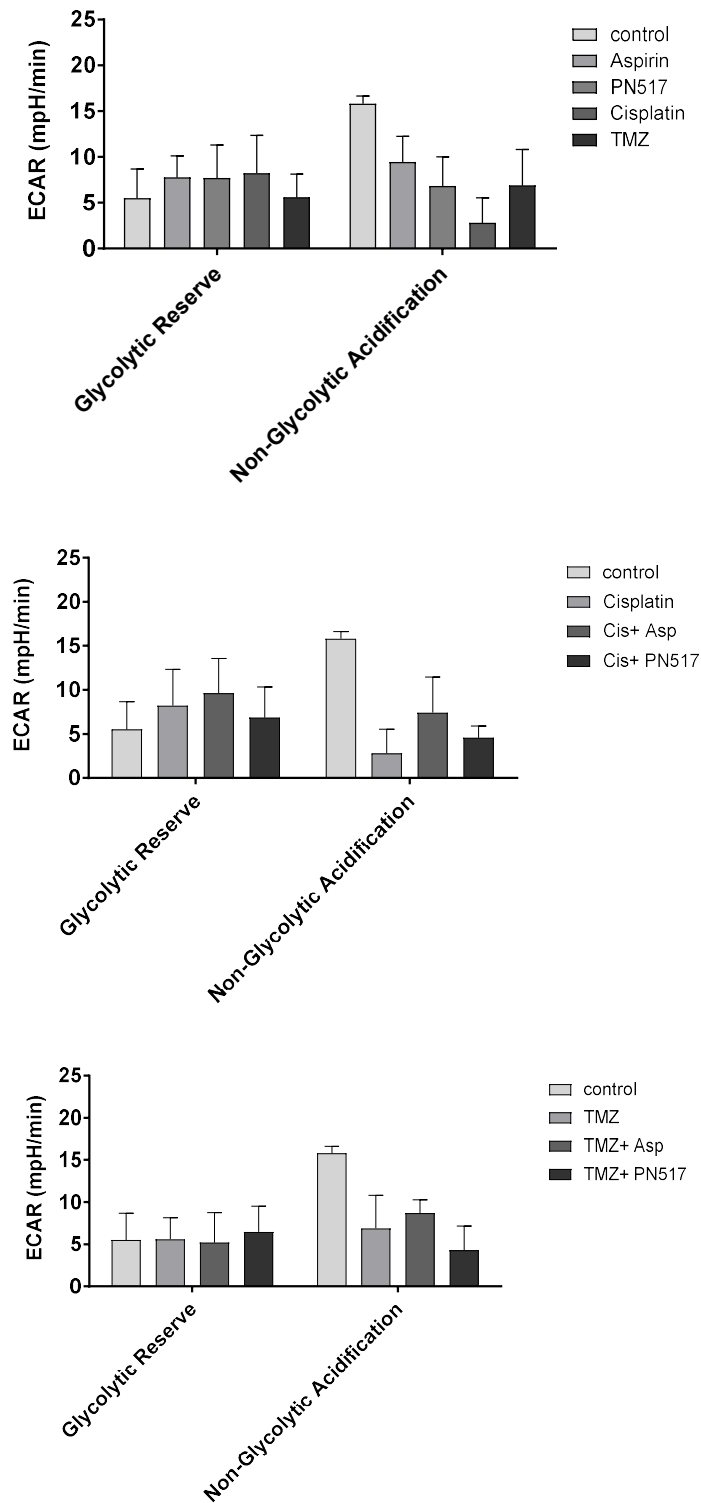 25
20
15
10
5
0
ECAR (mpH/min)
Glycolytic Reserve
Non-Glycolytic Acidification
control
Aspirin
PN517
Cisplatin
TMZ
25
20
15
10
5
0
ECAR (mpH/min)
Glycolytic Reserve
Non-Glycolytic Acidification
control
Cisplatin
Cis+ Asp
Cis+ PN517
25
20
15
10
5
0
ECAR (mpH/min)
Glycolytic Reserve
Non-Glycolytic Acidification
control
TMZ
TMZ+ Asp
TMZ+ PN517